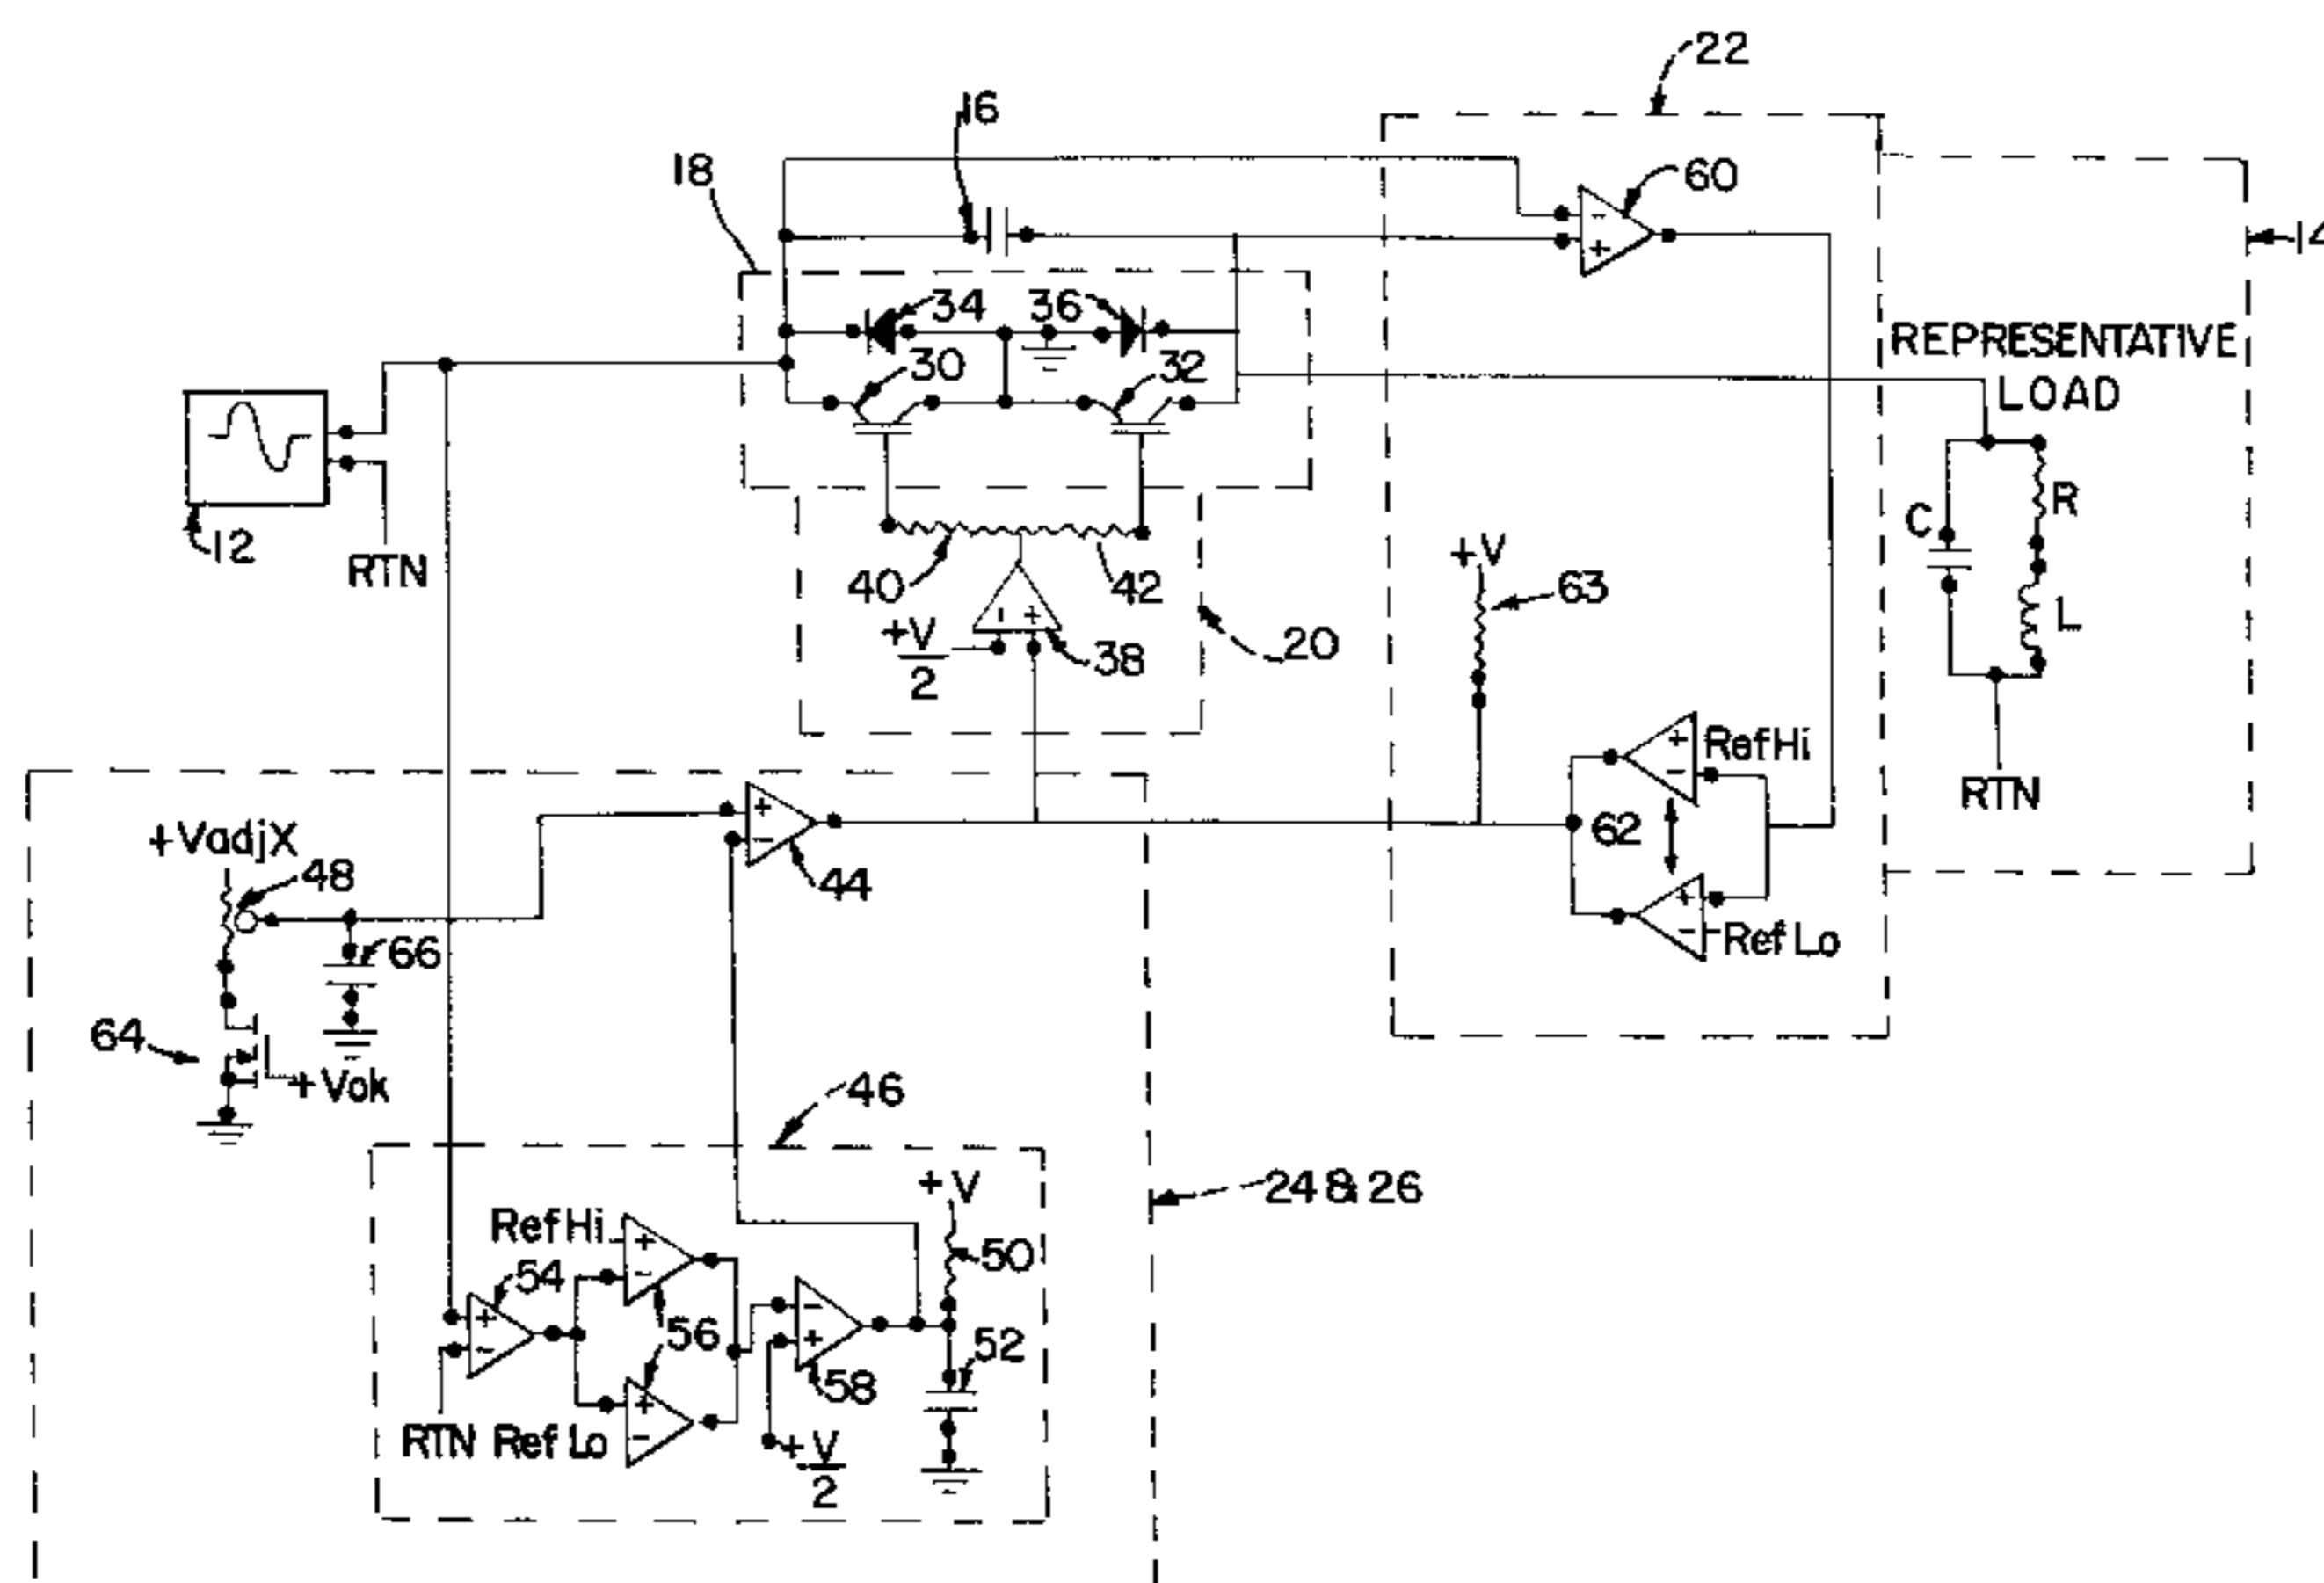 22
16
18
60
14
34
36
REPRESENTATIVE
LOAD
30
32
12
RTN
C
R
L
40
42
+V
63
+V
2
38
20
RefHi
+VadjX
62
RTN
48
44
66
Ref Lo
64
+Vok
46
24 & 26
+V
RefHi
50
54
56
52
58
RTN
Ref Lo
+V
2